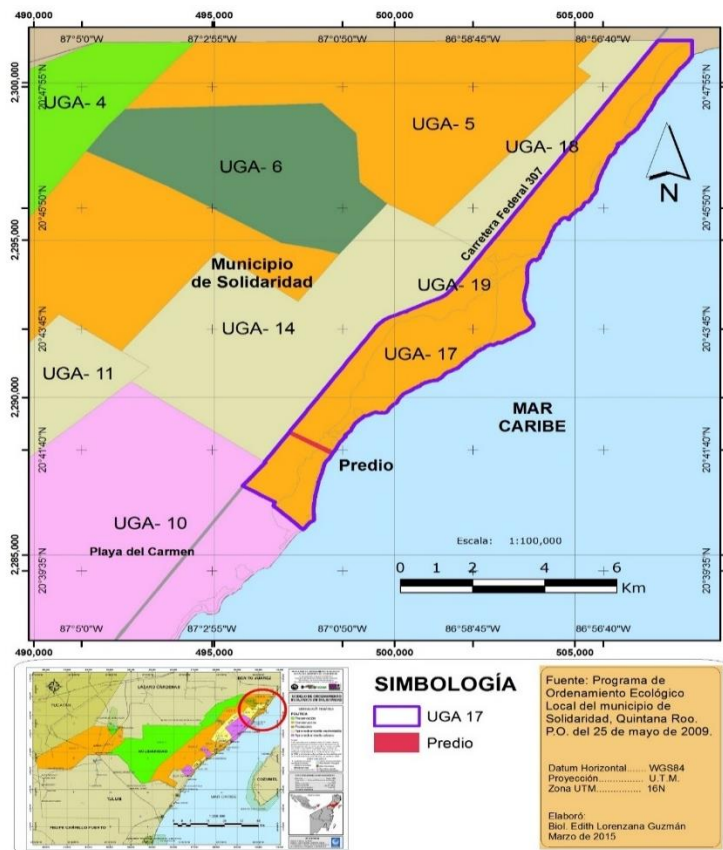 490,000 495,000 500,000 505,000
87°5'0"W 87°2'55"W 87°0'50"W 86°58'45"W 86°56'40"W
2,300,000
20°47'55"N
20°47'55"N
UGA- 4
UGA- 5
UGA- 18
UGA- 6
N
Carretera Federal 307
20°45'50"N
20°45'50"N
2,295,000
Municipio
de Solidaridad
UGA- 19
UGA- 14
20°43'45"N
20°43'45"N
UGA- 17
UGA- 11
2,290,000
MAR
CARIBE
20°41'40"N
20°41'40"N
Predio
UGA- 10
Playa del Carmen
Escala: 1:100,000
2,285,000
20°39'35"N
20°39'35"N
0 1 2 4 6
Km
87°5'0"W 87°2'55"W 87°0'50"W 86°58'45"W 86°56'40"W
490,000 495,000 500,000 505,000
SIMBOLOGÍA
UGA 17
Predio
Fuente: Programa de
Ordenamiento Ecológico
Local del municipio de
Solidaridad, Quintana Roo.
P.O. del 25 de mayo de 2009.
Datum Horizontal..... WGS84
Proyección............... U.T.M.
Zona UTM................ 16N
Elaboró:
Biol. Edith Lorenzana Guzmán
Marzo de 2015